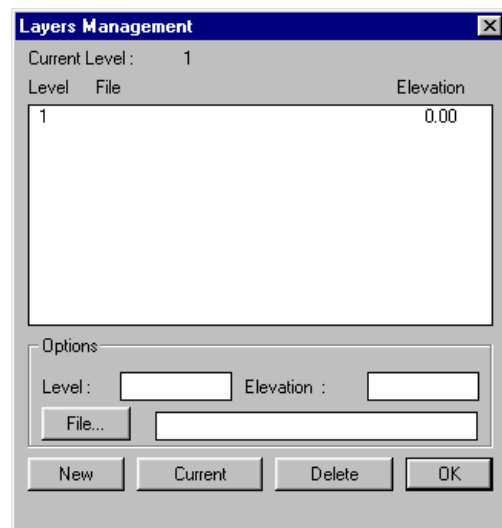 Layers Management
Current Level : 1
Level File Elevation
1 0.00
Options
Level : Elevation :
File...
New Current Delete OK